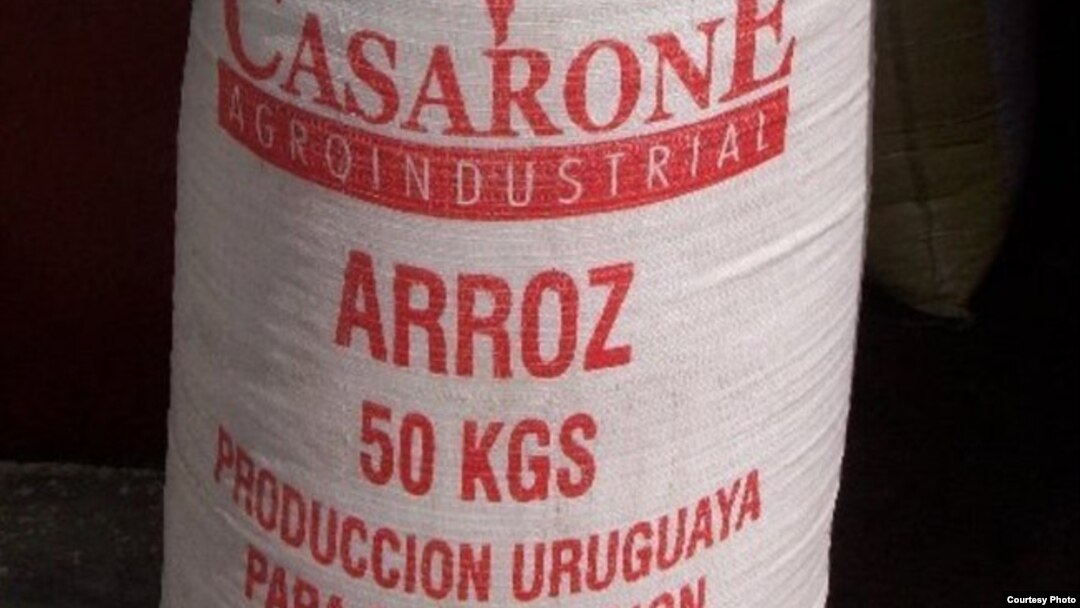 CASARONE
AGROINDUSTRIAL
ARROZ
50 KGS
PRODUCCION URUGUAYA
Courtesy Photo